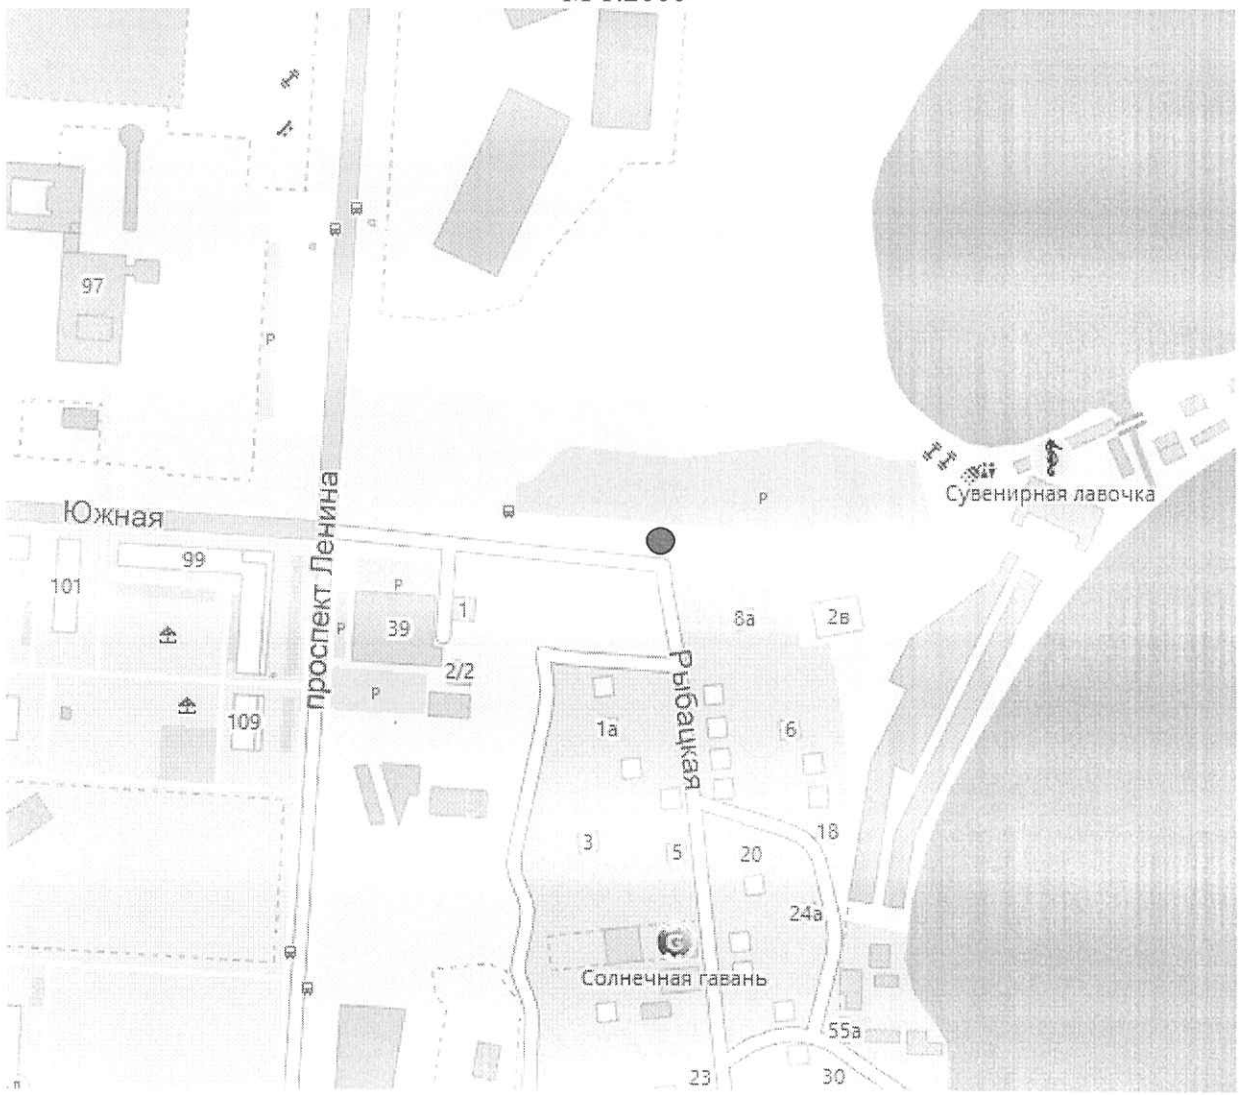 97
P
Южная
проспект Ленина
P
Сувенирная лавочка
99
101
P
1
39
P
8а
2в
2/2
P
109
Рыбацкая
1а
6
3
5
20
18
24а
Солнечная гавань
55а
23
30
п